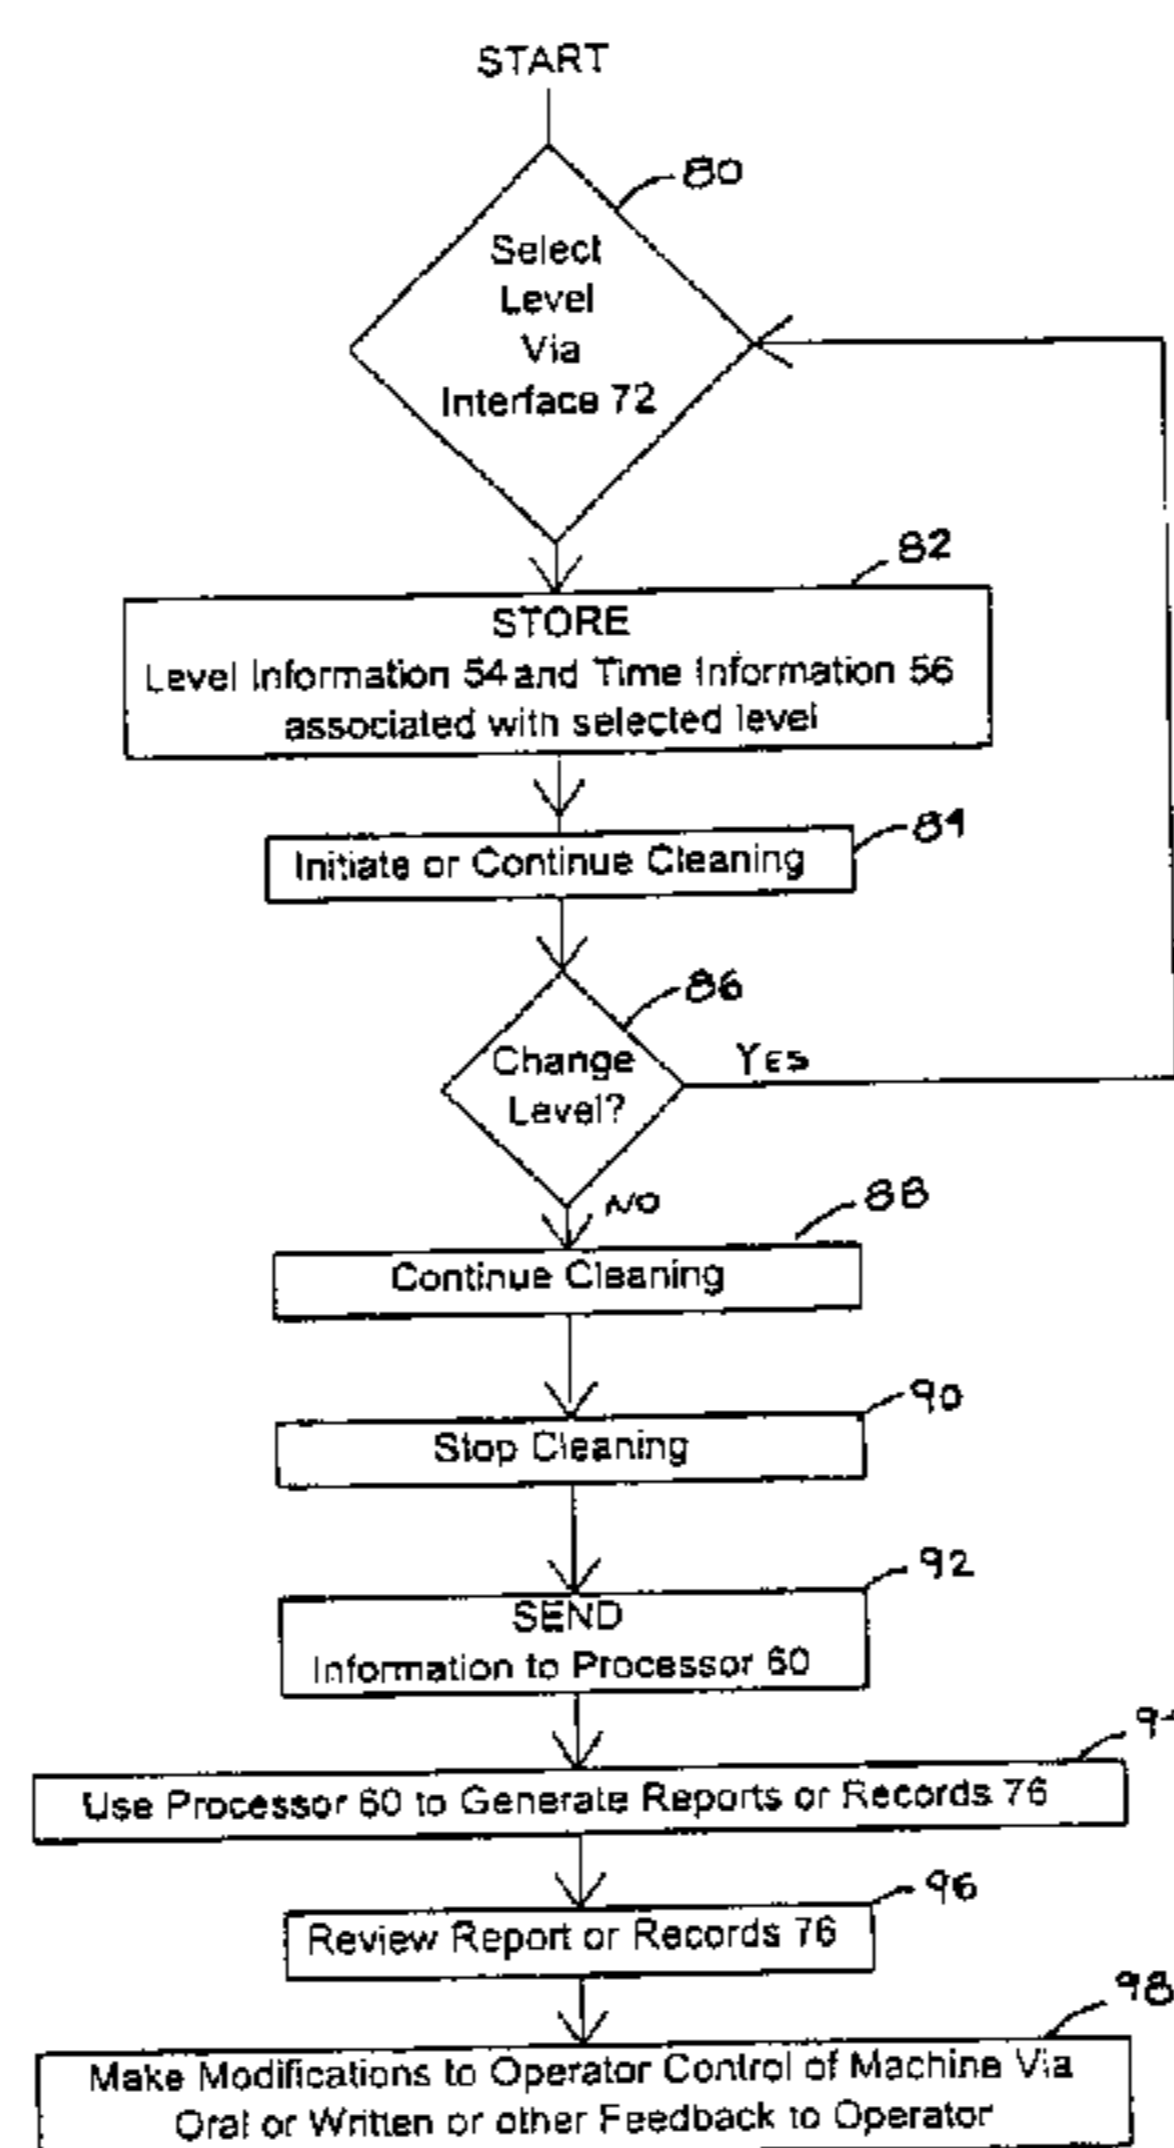 START
80
Select
Level
Via
Interface 72
82
STORE
Level Information 54 and Time Information 56
associated with selected level
84
Initiate or Continue Cleaning
86
Change
Level?
YES
NO
88
Continue Cleaning
90
Stop Cleaning
92
SEND
Information to Processor 60
Use Processor 60 to Generate Reports or Records 76
96
Review Report or Records 76
98
Make Modifications to Operator Control of Machine Via
Oral or Written or other Feedback to Operator